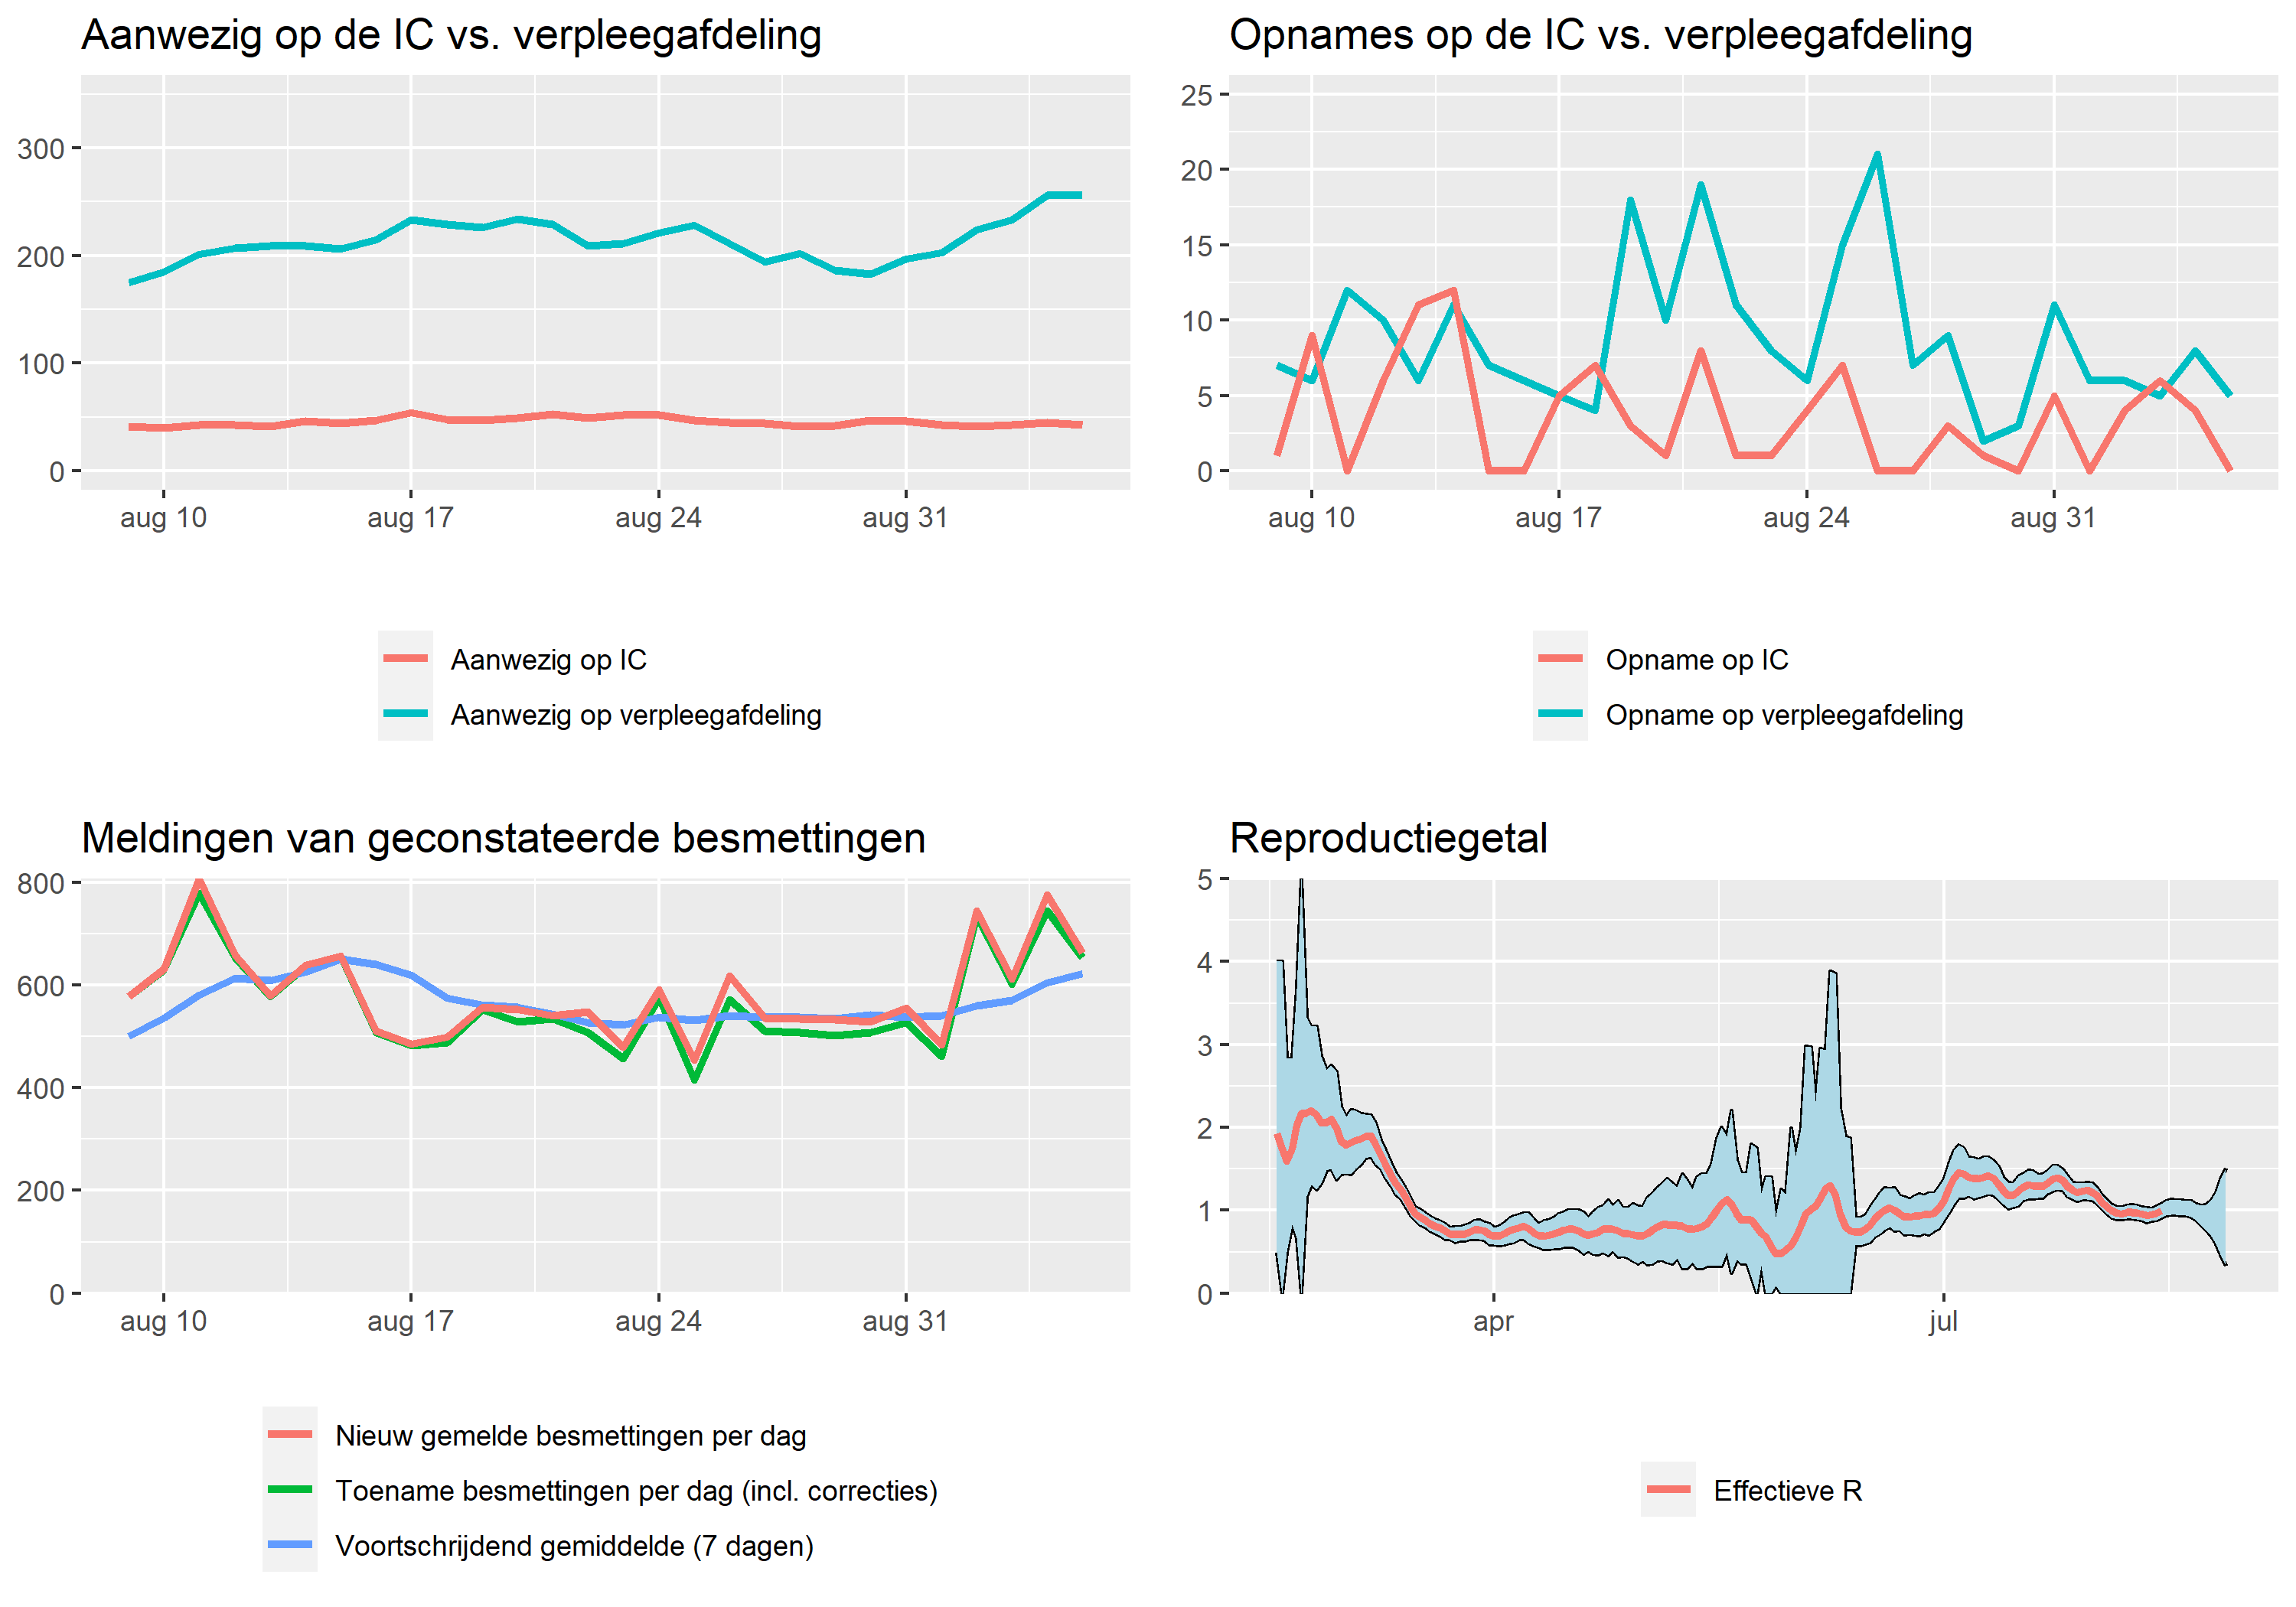 Aanwezig op de IC vs. verpleegafdeling
300
200
100
0
aug 10 aug 17 aug 24 aug 31
Aanwezig op IC
Aanwezig op verpleegafdeling
Opnames op de IC vs. verpleegafdeling
25
20
15
10
5
0
aug 10 aug 17 aug 24 aug 31
Opname op IC
Opname op verpleegafdeling
Meldingen van geconstateerde besmettingen
800
600
400
200
0
aug 10 aug 17 aug 24 aug 31
Nieuw gemelde besmettingen per dag
Toename besmettingen per dag (incl. correcties)
Voortschrijdend gemiddelde (7 dagen)
Reproductiegetal
5
4
3
2
1
0
apr jul
Effectieve R